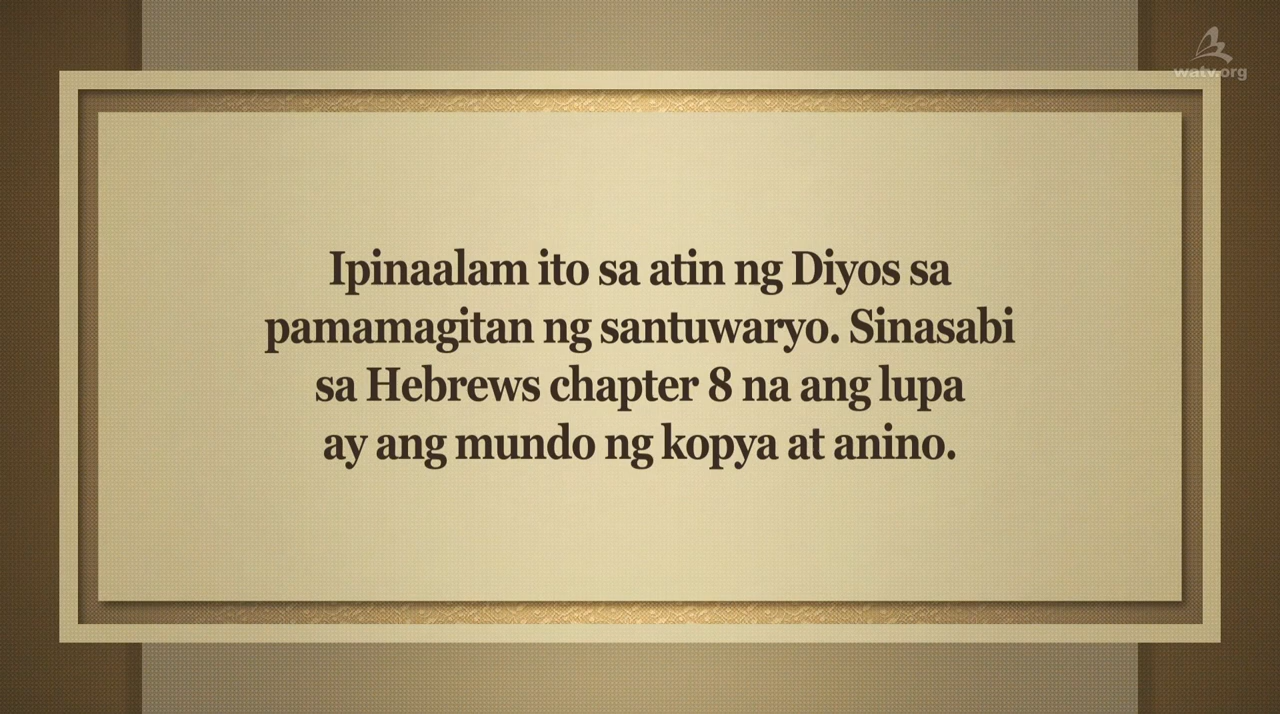 watv.org
Ipinaalam ito sa atin ng Diyos sa
pamamagitan ng santuwaryo. Sinasabi
sa Hebrews chapter 8 na ang lupa
ay ang mundo ng kopya at anino.